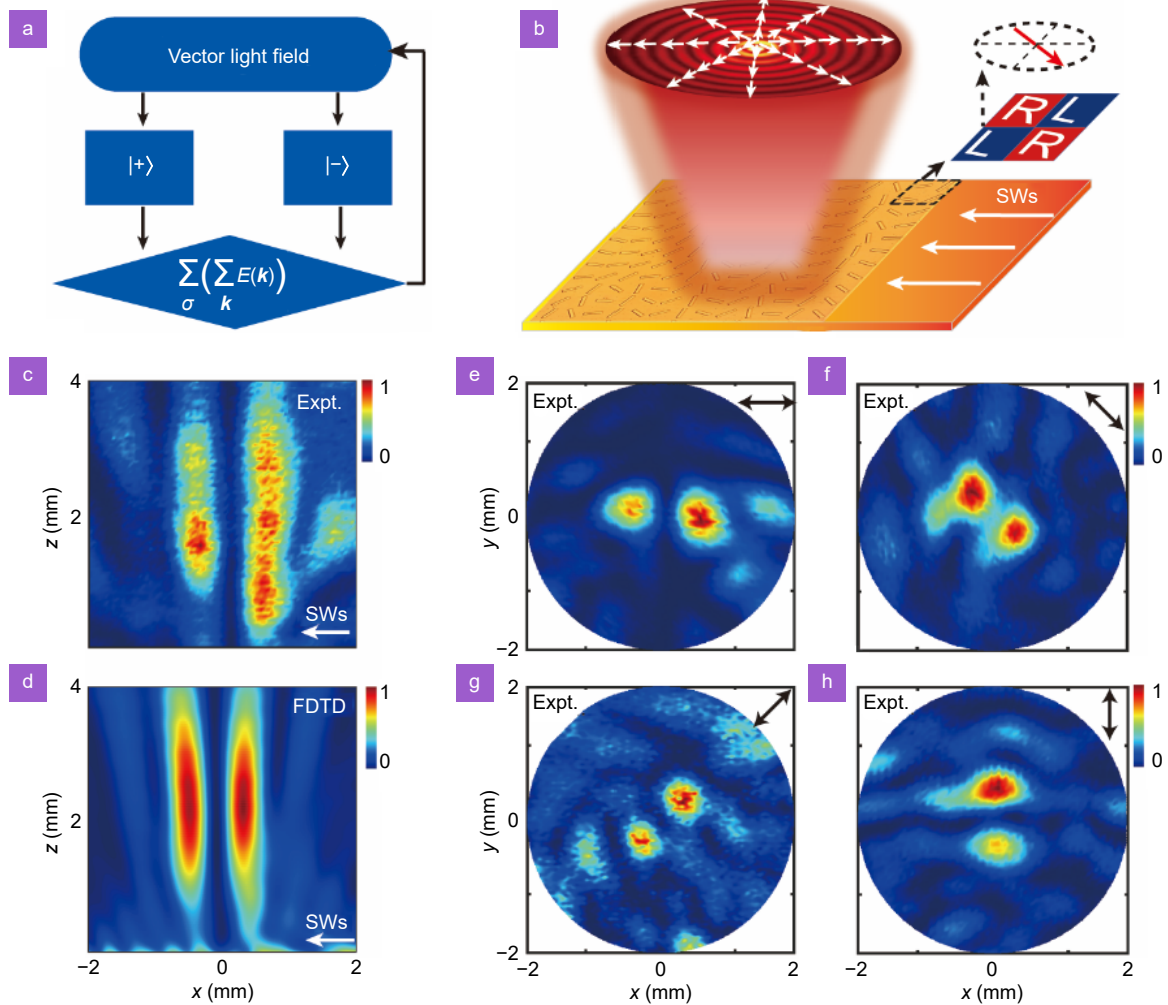 a
Vector light field
|+⟩
|−⟩
∑σ(∑k E(k))
b
R L
L R
SWs
c
4
2
z (mm)
Expt.
1
0
SWs
d
4
2
z (mm)
FDTD
1
0
SWs
−2 0 2
x (mm)
e
2
0
−2
y (mm)
Expt.
f
Expt.
1
0
g
2
0
−2
y (mm)
Expt.
−2 0 2
x (mm)
h
Expt.
1
0
−2 0 2
x (mm)